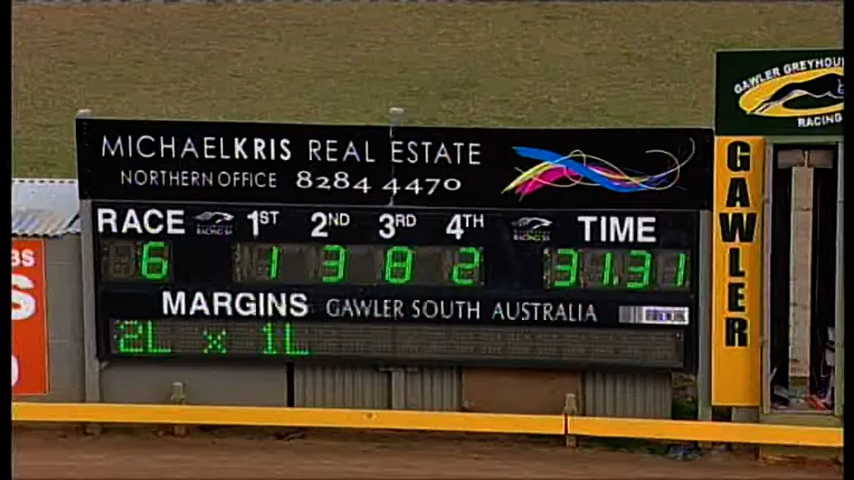 GAWLER GREYHOU
RACING
MICHAELKRIS REAL ESTATE
NORTHERN OFFICE 8284 4470
RACE 1ST 2ND 3RD 4TH TIME
6 1 3 8 2 31.31
MARGINS GAWLER SOUTH AUSTRALIA
2L x 1L
GAWLER